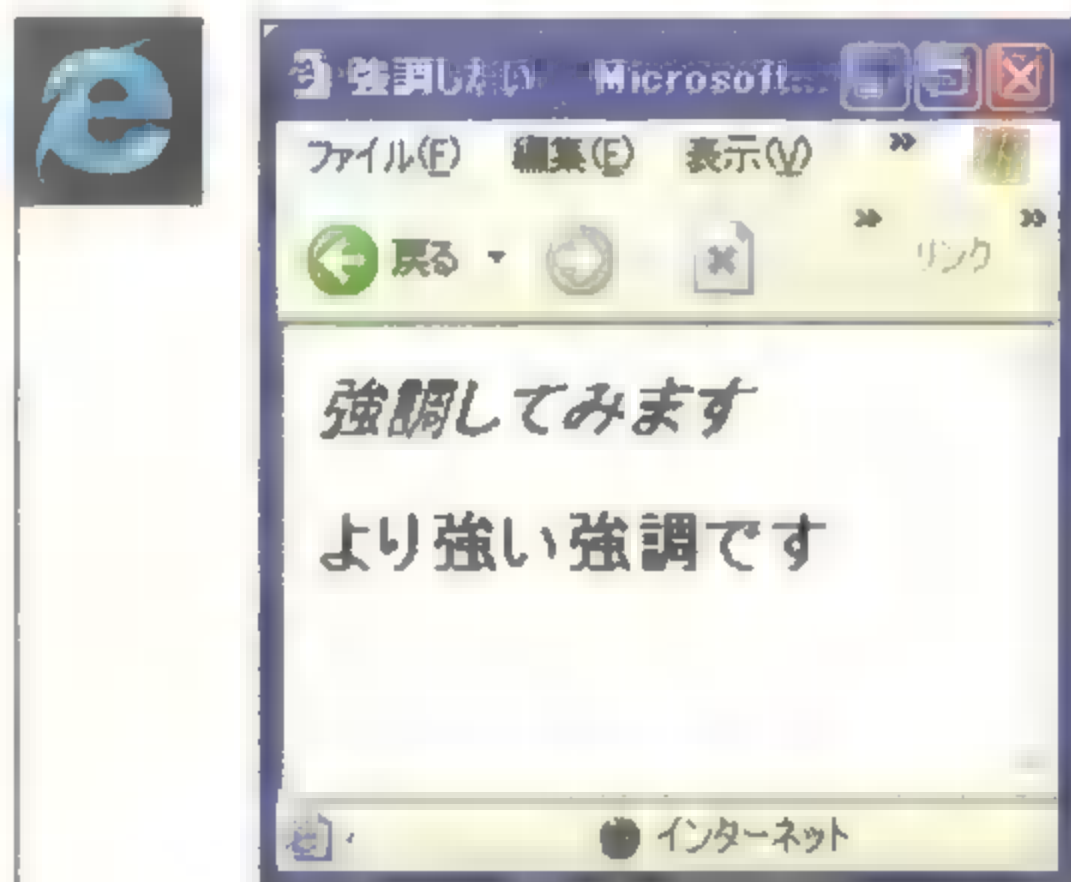 強調したい Microsoft...
ファイル(F) 編集(E) 表示(V) »
戻る » リンク »
強調してみます
より強い強調です
インターネット